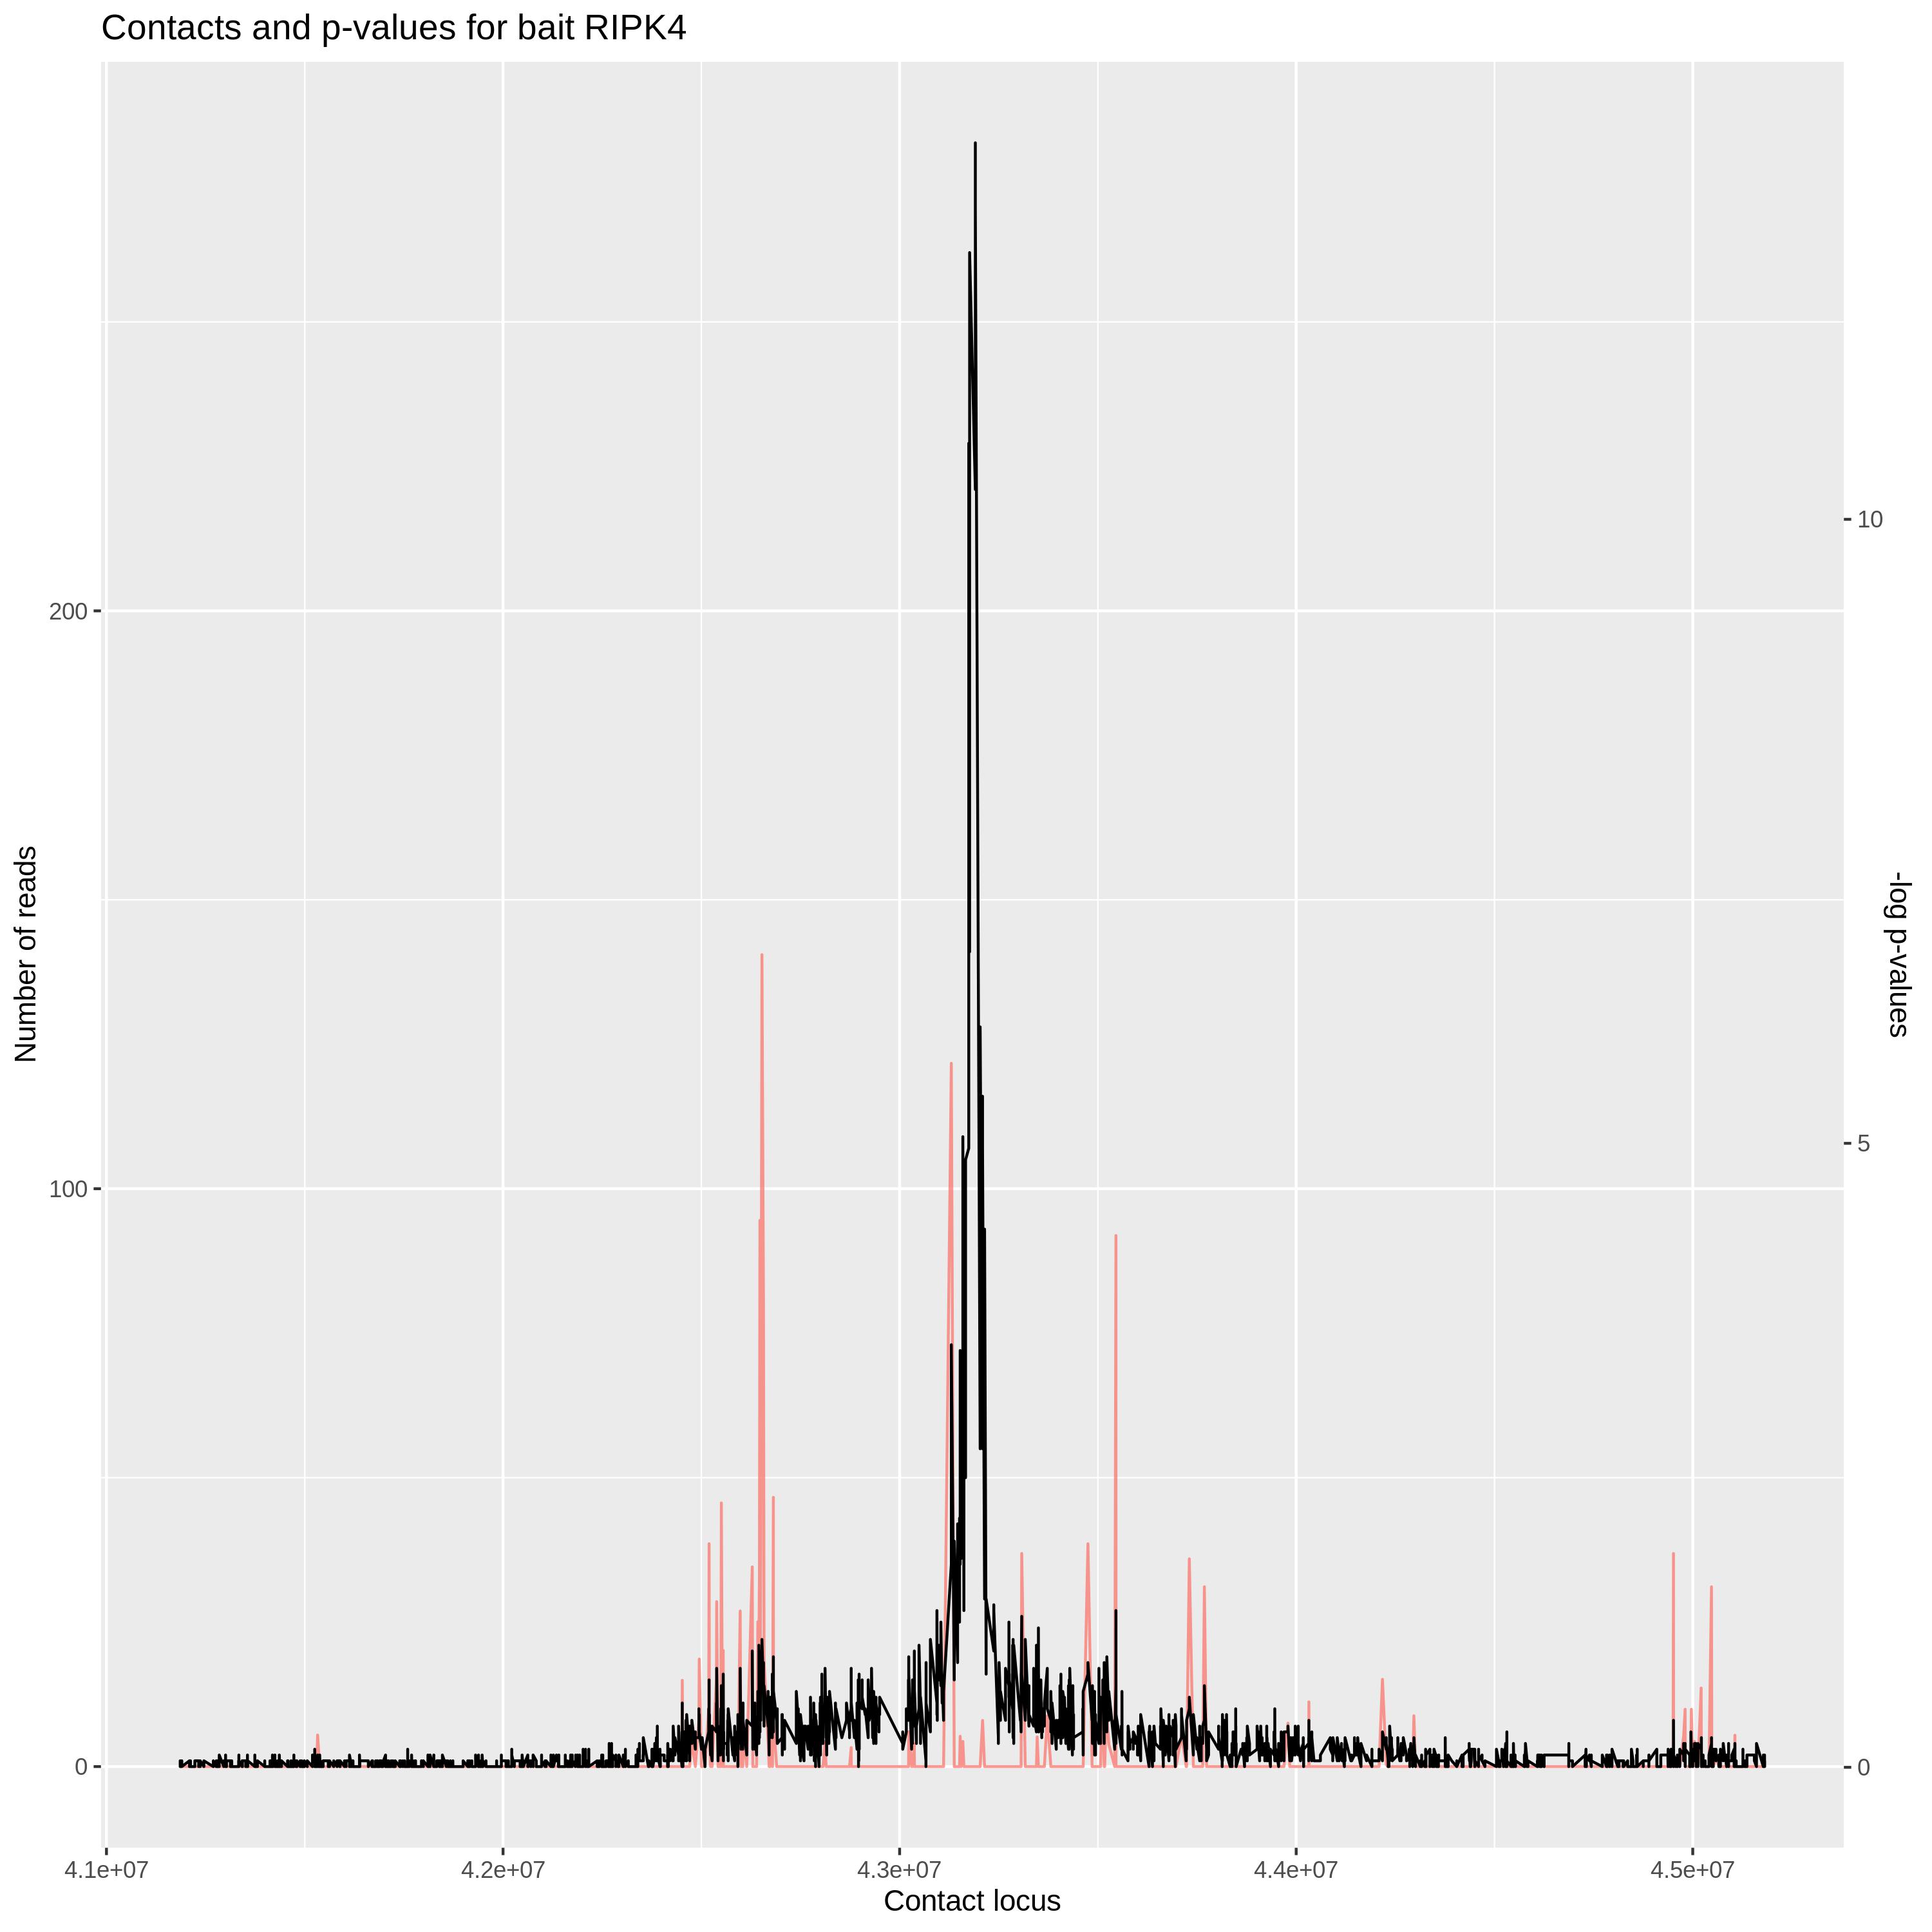 Contacts and p-values for bait RIPK4
Number of reads
200
100
0
10
5
0
-log p-values
4.1e+07
4.2e+07
4.3e+07
4.4e+07
4.5e+07
Contact locus